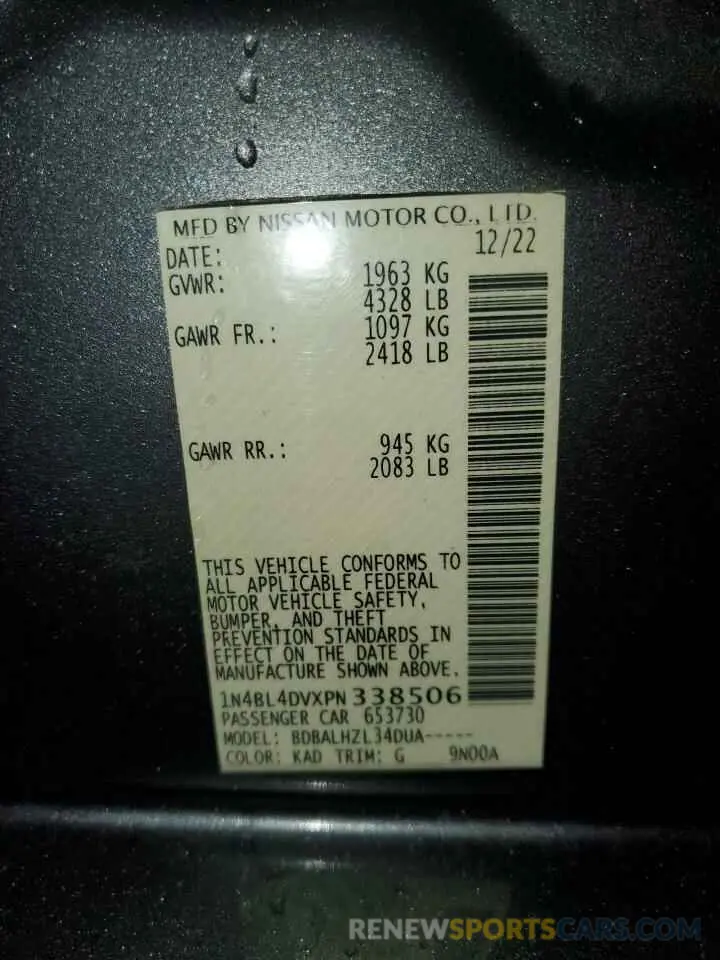 MFD BY NISSAN MOTOR CO., LTD.
DATE: 12/22
GVWR: 1963 KG
4328 LB
GAWR FR.: 1097 KG
2418 LB
GAWR RR.: 945 KG
2083 LB
THIS VEHICLE CONFORMS TO
ALL APPLICABLE FEDERAL
MOTOR VEHICLE SAFETY,
BUMPER, AND THEFT
PREVENTION STANDARDS IN
EFFECT ON THE DATE OF
MANUFACTURE SHOWN ABOVE.
1N4BL4DVXPN338506
PASSENGER CAR 653730
MODEL: BDBALHZL34DUA-----
COLOR: KAD TRIM: G 9N00A
RENEWSPORTSCARS.COM